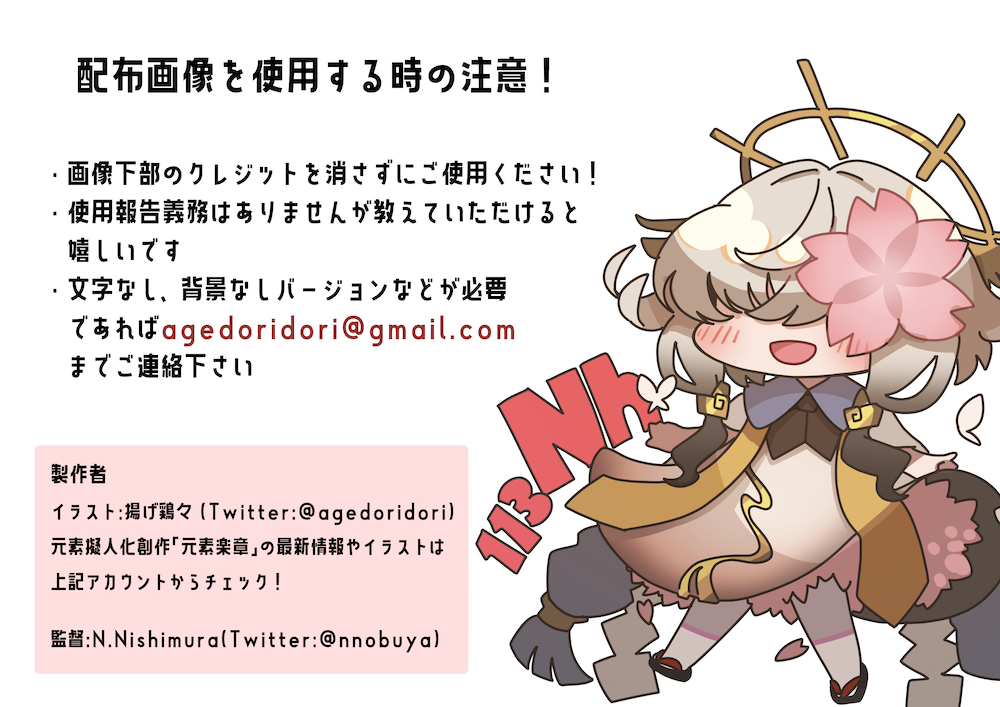 配布画像を使用する時の注意！
・画像下部のクレジットを消さずにご使用ください！
・使用報告義務はありませんが教えていただけると
嬉しいです
・文字なし、背景なしバージョンなどが必要
であればagedoridori@gmail.com
までご連絡下さい
113Nh
製作者
イラスト:揚げ鶏々 (Twitter:@agedoridori)
元素擬人化創作「元素楽章」の最新情報やイラストは
上記アカウントからチェック！
監督:N.Nishimura(Twitter:@nnobuya)